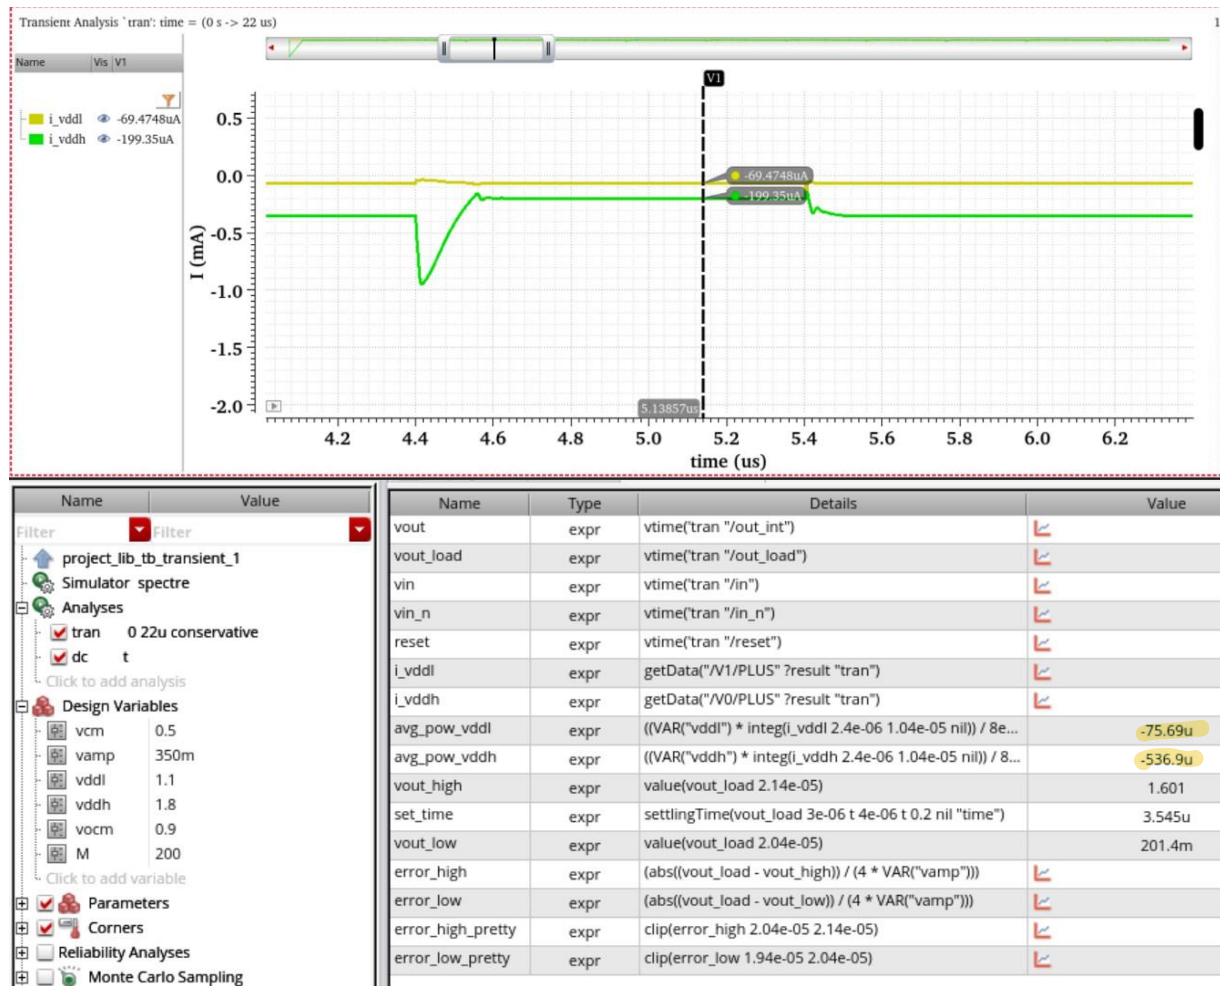 Transient Analysis `tran': time = (0 s -> 22 us)
1
Name Vis V1
i_vddl -69.4748uA
i_vddh -199.35uA
V1
0.5
0.0
-0.5
-1.0
-1.5
-2.0
I (mA)
-69.4748uA
-199.35uA
5.13857us
4.2 4.4 4.6 4.8 5.0 5.2 5.4 5.6 5.8 6.0 6.2
time (us)
Name Value
Filter Filter
project_lib_tb_transient_1
Simulator spectre
Analyses
tran 0 22u conservative
dc t
Click to add analysis
Design Variables
vcm 0.5
vamp 350m
vddl 1.1
vddh 1.8
vocm 0.9
M 200
Click to add variable
Parameters
Corners
Reliability Analyses
Monte Carlo Sampling
Name Type Details Value
vout expr vtime('tran "/out_int")
vout_load expr vtime('tran "/out_load")
vin expr vtime('tran "/in")
vin_n expr vtime('tran "/in_n")
reset expr vtime('tran "/reset")
i_vddl expr getData("/V1/PLUS" ?result "tran")
i_vddh expr getData("/V0/PLUS" ?result "tran")
avg_pow_vddl expr ((VAR("vddl") * integ(i_vddl 2.4e-06 1.04e-05 nil)) / 8e... -75.69u
avg_pow_vddh expr ((VAR("vddh") * integ(i_vddh 2.4e-06 1.04e-05 nil)) / 8... -536.9u
vout_high expr value(vout_load 2.14e-05) 1.601
set_time expr settlingTime(vout_load 3e-06 t 4e-06 t 0.2 nil "time") 3.545u
vout_low expr value(vout_load 2.04e-05) 201.4m
error_high expr (abs((vout_load - vout_high)) / (4 * VAR("vamp")))
error_low expr (abs((vout_load - vout_low)) / (4 * VAR("vamp")))
error_high_pretty expr clip(error_high 2.04e-05 2.14e-05)
error_low_pretty expr clip(error_low 1.94e-05 2.04e-05)